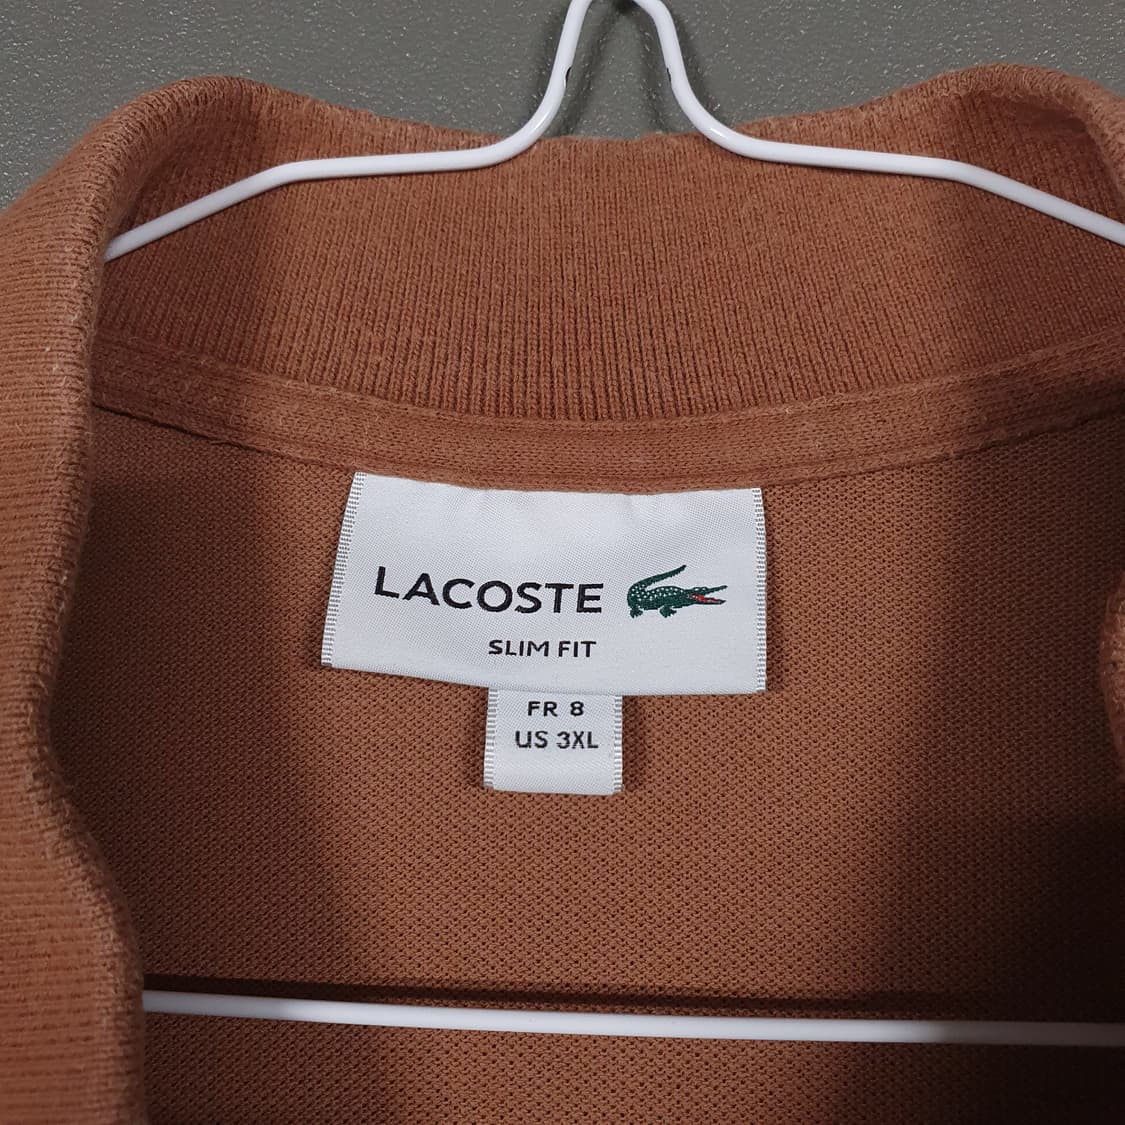 LACOSTE
SLIM FIT
FR 8
US 3XL